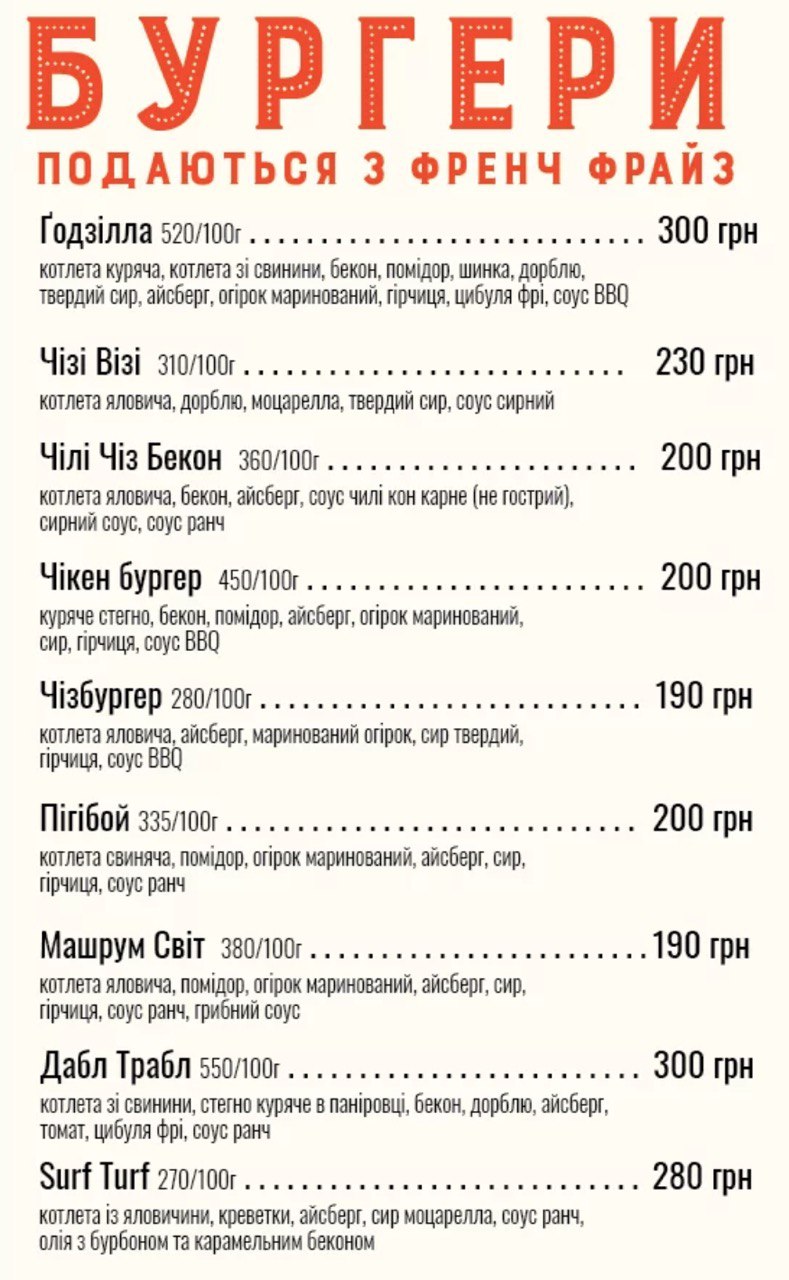 БУРГЕРИ
ПОДАЮТЬСЯ З ФРЕНЧ ФРАЙЗ
Ґодзілла 520/100г ............................ 300 грн
котлета куряча, котлета зі свинини, бекон, помідор, шинка, дорблю,
твердий сир, айсберг, огірок маринований, гірчиця, цибуля фрі, соус BBQ
Чізі Візі 310/100г ........................... 230 грн
котлета яловича, дорблю, моцарелла, твердий сир, соус сирний
Чілі Чіз Бекон 360/100г ...................... 200 грн
котлета яловича, бекон, айсберг, соус чилі кон карне (не гострий),
сирний соус, соус ранч
Чікен бургер 450/100г ........................ 200 грн
куряче стегно, бекон, помідор, айсберг, огірок маринований,
сир, гірчиця, соус BBQ
Чізбургер 280/100г ........................... 190 грн
котлета яловича, айсберг, маринований огірок, сир твердий,
гірчиця, соус BBQ
Пігібой 335/100г ............................. 200 грн
котлета свиняча, помідор, огірок маринований, айсберг, сир,
гірчиця, соус ранч
Машрум Світ 380/100г ........................ 190 грн
котлета яловича, помідор, огірок маринований, айсберг, сир,
гірчиця, соус ранч, грибний соус
Дабл Трабл 550/100г ......................... 300 грн
котлета зі свинини, стегно куряче в паніровці, бекон, дорблю, айсберг,
томат, цибуля фрі, соус ранч
Surf Turf 270/100г ............................ 280 грн
котлета із яловичини, креветки, айсберг, сир моцарелла, соус ранч,
олія з бурбоном та карамельним беконом